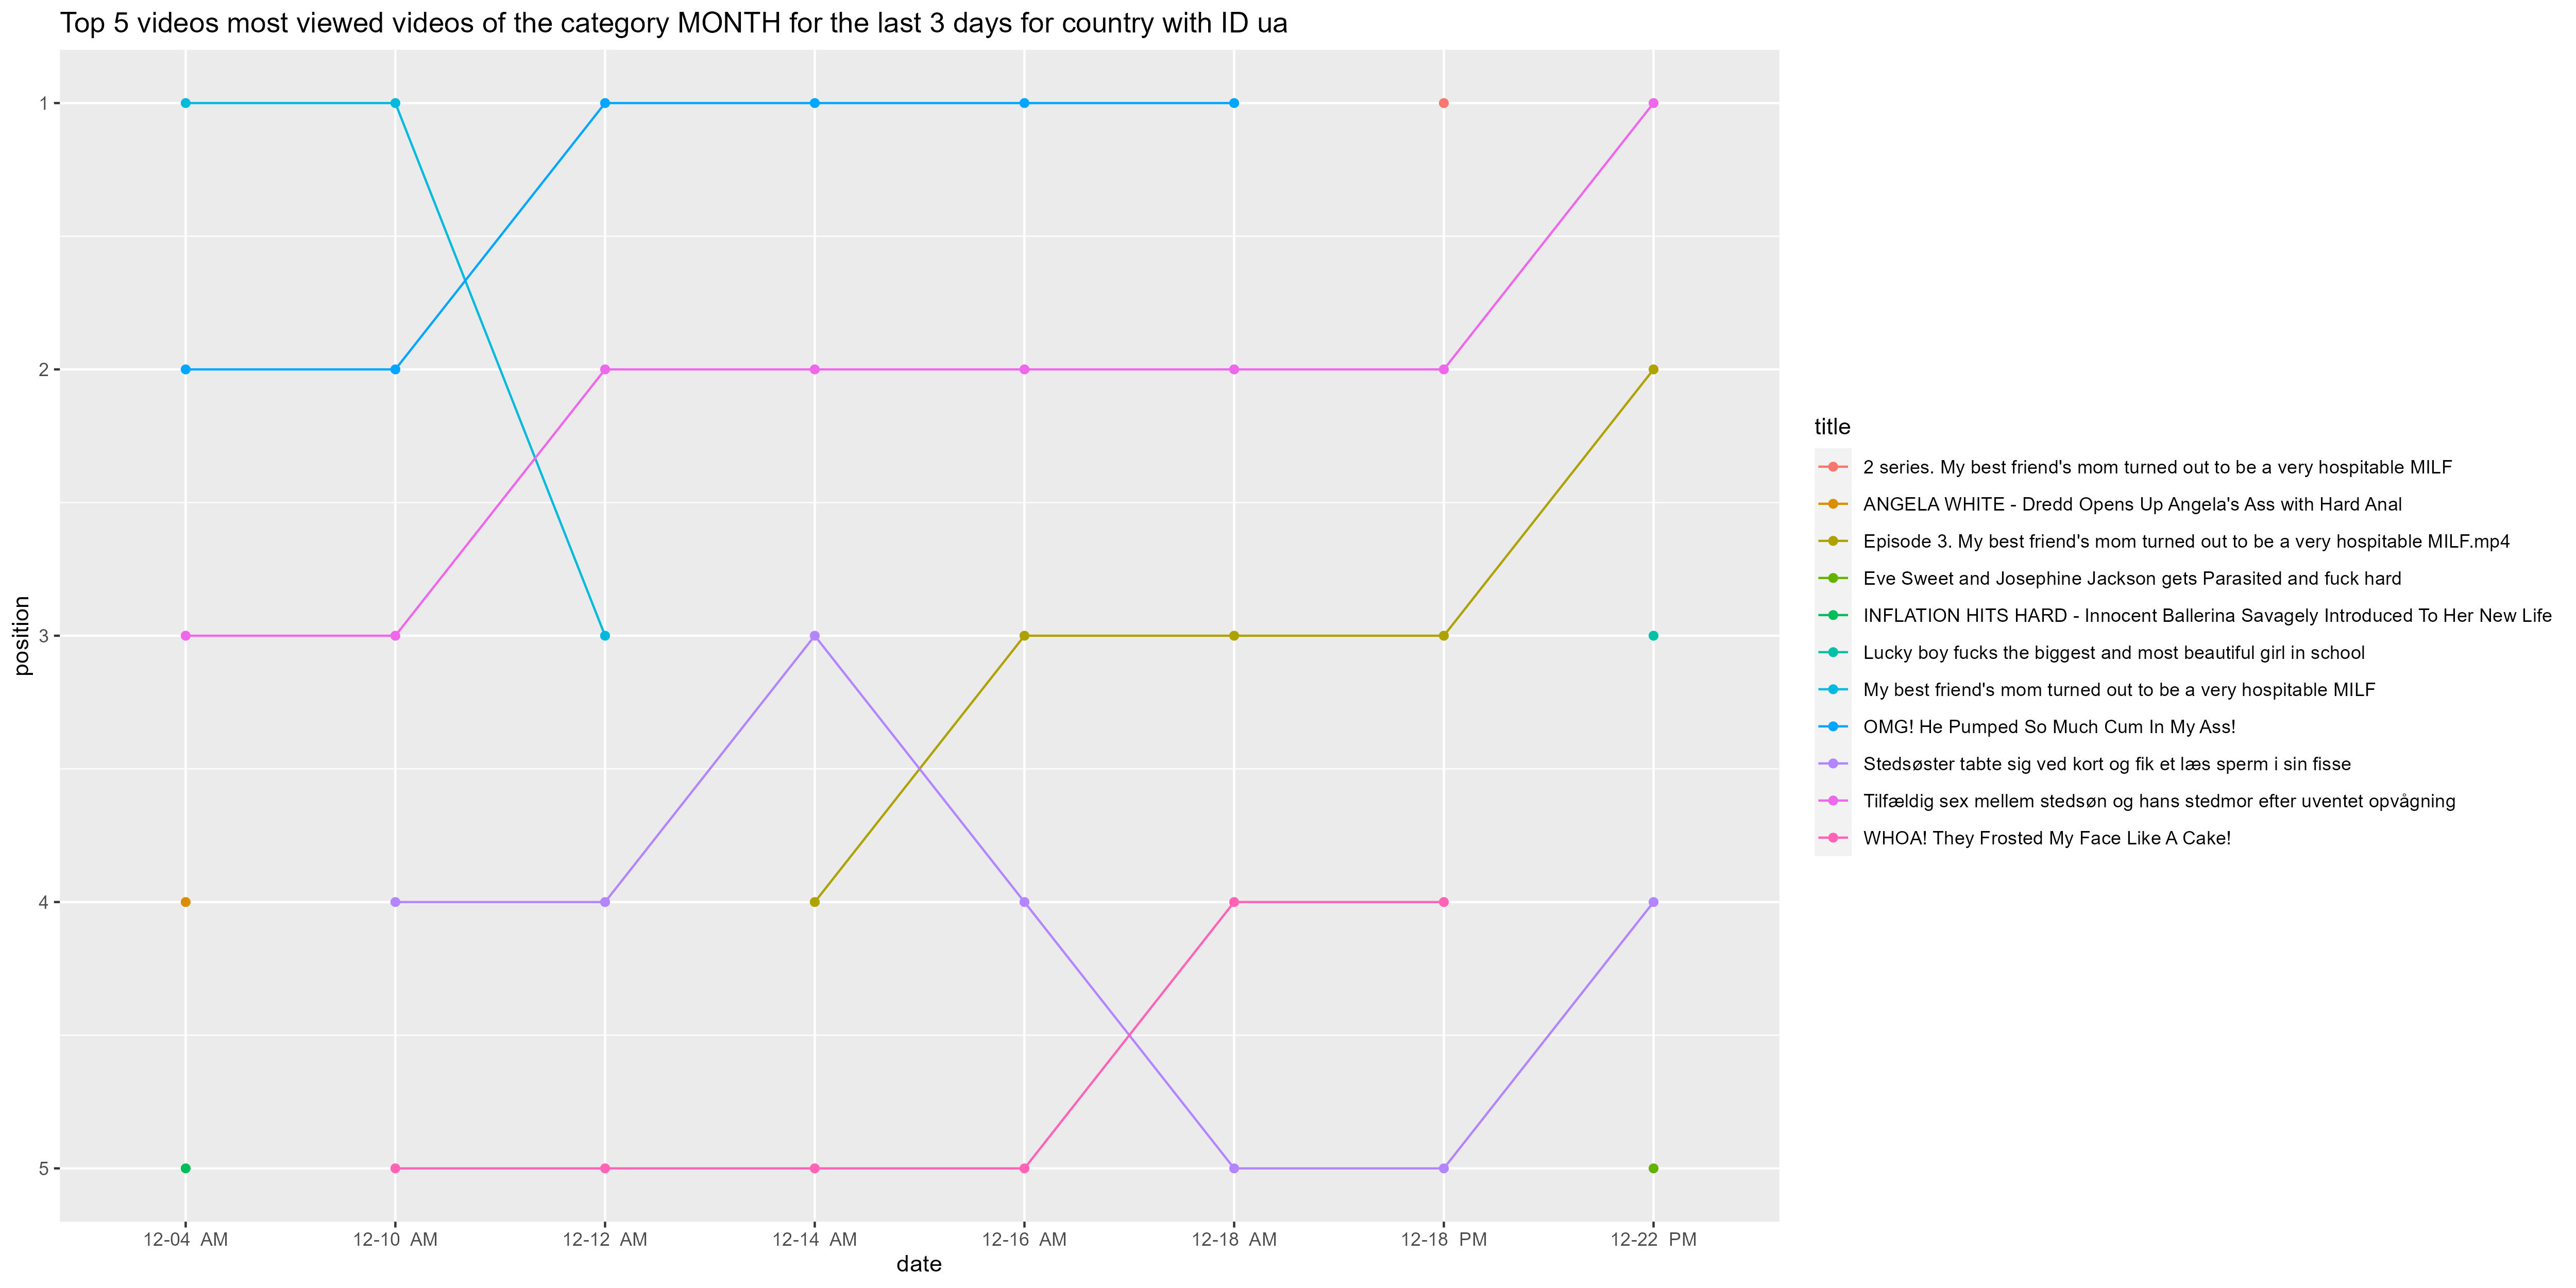 Top 5 videos most viewed videos of the category MONTH for the last 3 days for country with ID ua
position
1
2
3
4
5
12-04 AM
12-10 AM
12-12 AM
12-14 AM
12-16 AM
12-18 AM
12-18 PM
12-22 PM
date
title
2 series. My best friend's mom turned out to be a very hospitable MILF
ANGELA WHITE - Dredd Opens Up Angela's Ass with Hard Anal
Episode 3. My best friend's mom turned out to be a very hospitable MILF.mp4
Eve Sweet and Josephine Jackson gets Parasited and fuck hard
INFLATION HITS HARD - Innocent Ballerina Savagely Introduced To Her New Life
Lucky boy fucks the biggest and most beautiful girl in school
My best friend's mom turned out to be a very hospitable MILF
OMG! He Pumped So Much Cum In My Ass!
Stedsøster tabte sig ved kort og fik et læs sperm i sin fisse
Tilfældig sex mellem stedsøn og hans stedmor efter uventet opvågning
WHOA! They Frosted My Face Like A Cake!